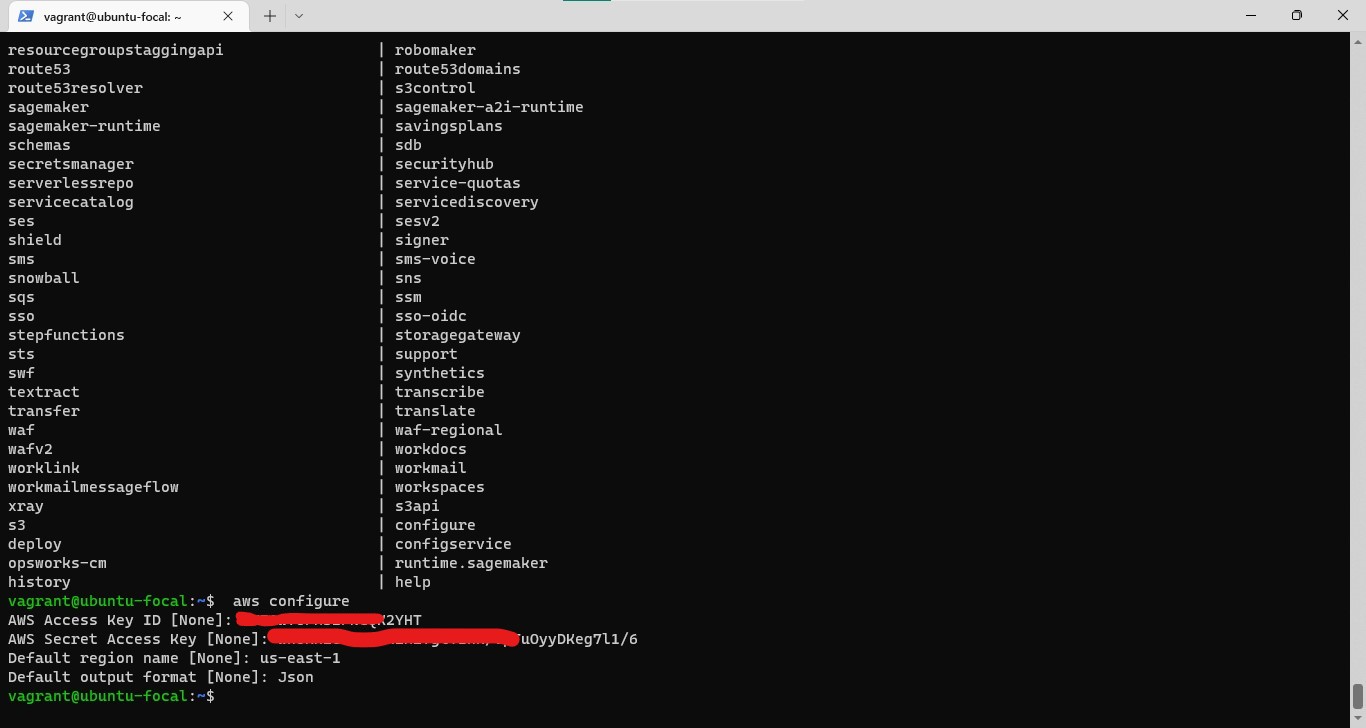 vagrant@ubuntu-focal: ~
resourcegroupstaggingapi | robomaker
route53 | route53domains
route53resolver | s3control
sagemaker | sagemaker-a2i-runtime
sagemaker-runtime | savingsplans
schemas | sdb
secretsmanager | securityhub
serverlessrepo | service-quotas
servicecatalog | servicediscovery
ses | sesv2
shield | signer
sms | sms-voice
snowball | sns
sqs | ssm
sso | sso-oidc
stepfunctions | storagegateway
sts | support
swf | synthetics
textract | transcribe
transfer | translate
waf | waf-regional
wafv2 | workdocs
worklink | workmail
workmailmessageflow | workspaces
xray | s3api
s3 | configure
deploy | configservice
opsworks-cm | runtime.sagemaker
history | help
vagrant@ubuntu-focal:~$ aws configure
AWS Access Key ID [None]:
AWS Secret Access Key [None]:
Default region name [None]: us-east-1
Default output format [None]: Json
vagrant@ubuntu-focal:~$